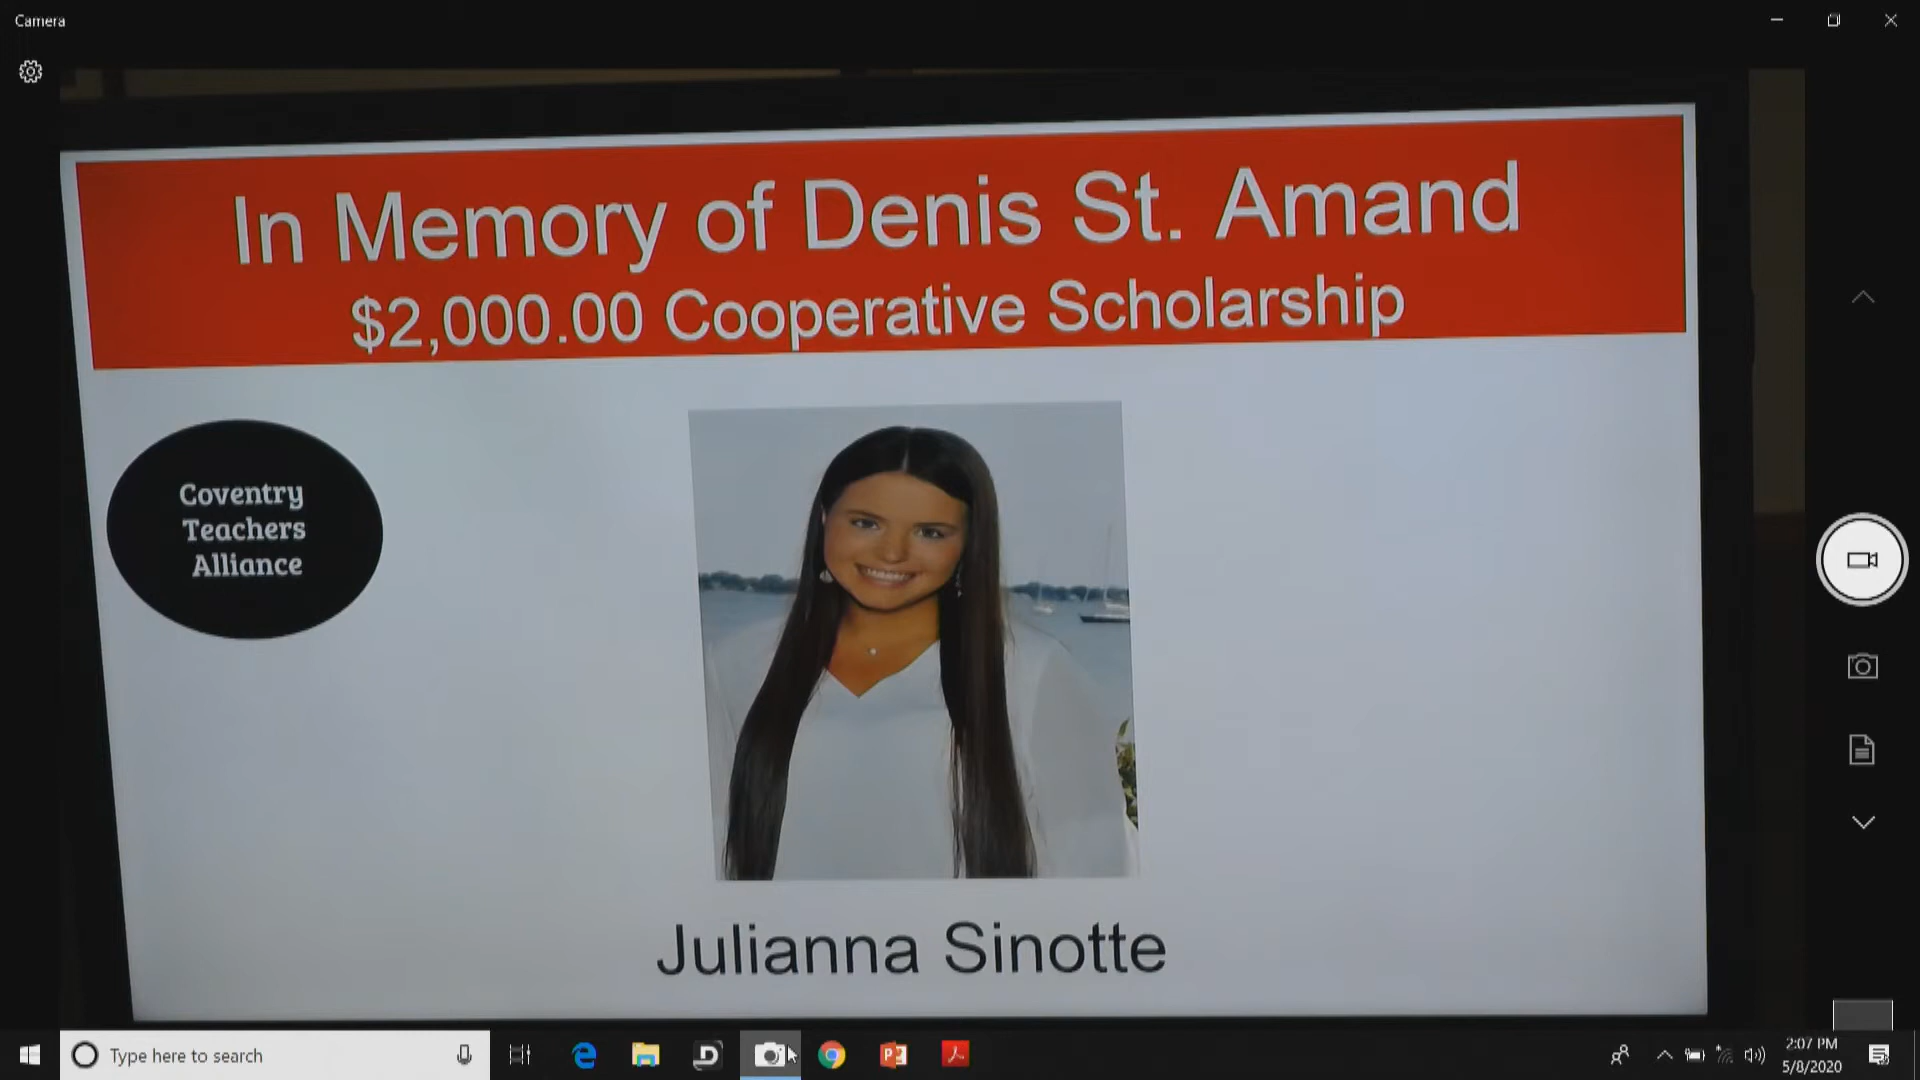 Camera
In Memory of Denis St. Amand
$2,000.00 Cooperative Scholarship
Coventry
Teachers
Alliance
Julianna Sinotte
Type here to search
2:07 PM
5/8/2020